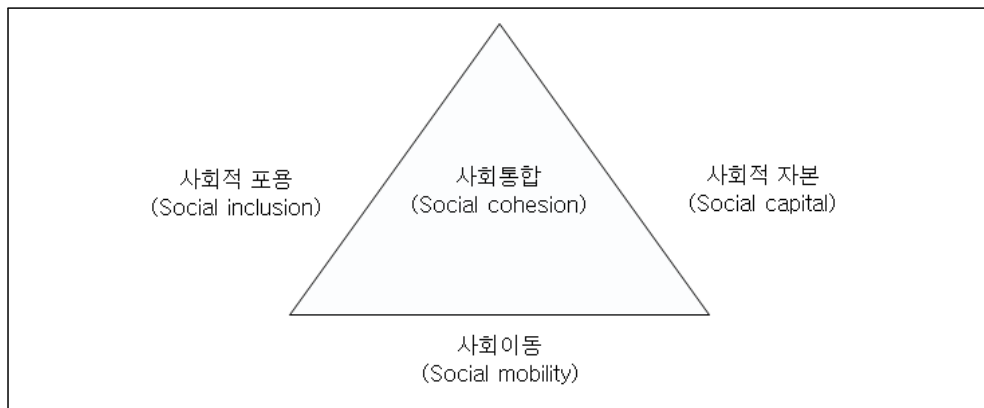 사회적 포용
(Social inclusion)
사회통합
(Social cohesion)
사회적 자본
(Social capital)
사회이동
(Social mobility)